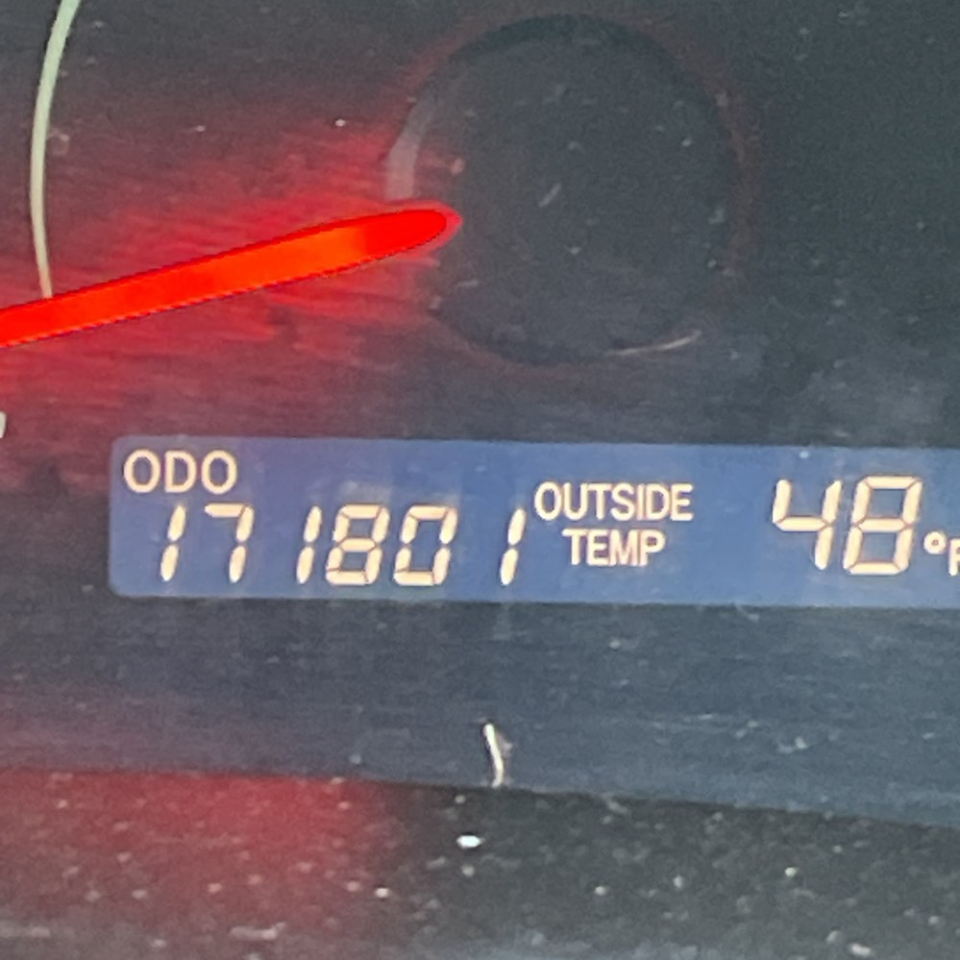 ODO
171801
OUTSIDE
TEMP
48°F